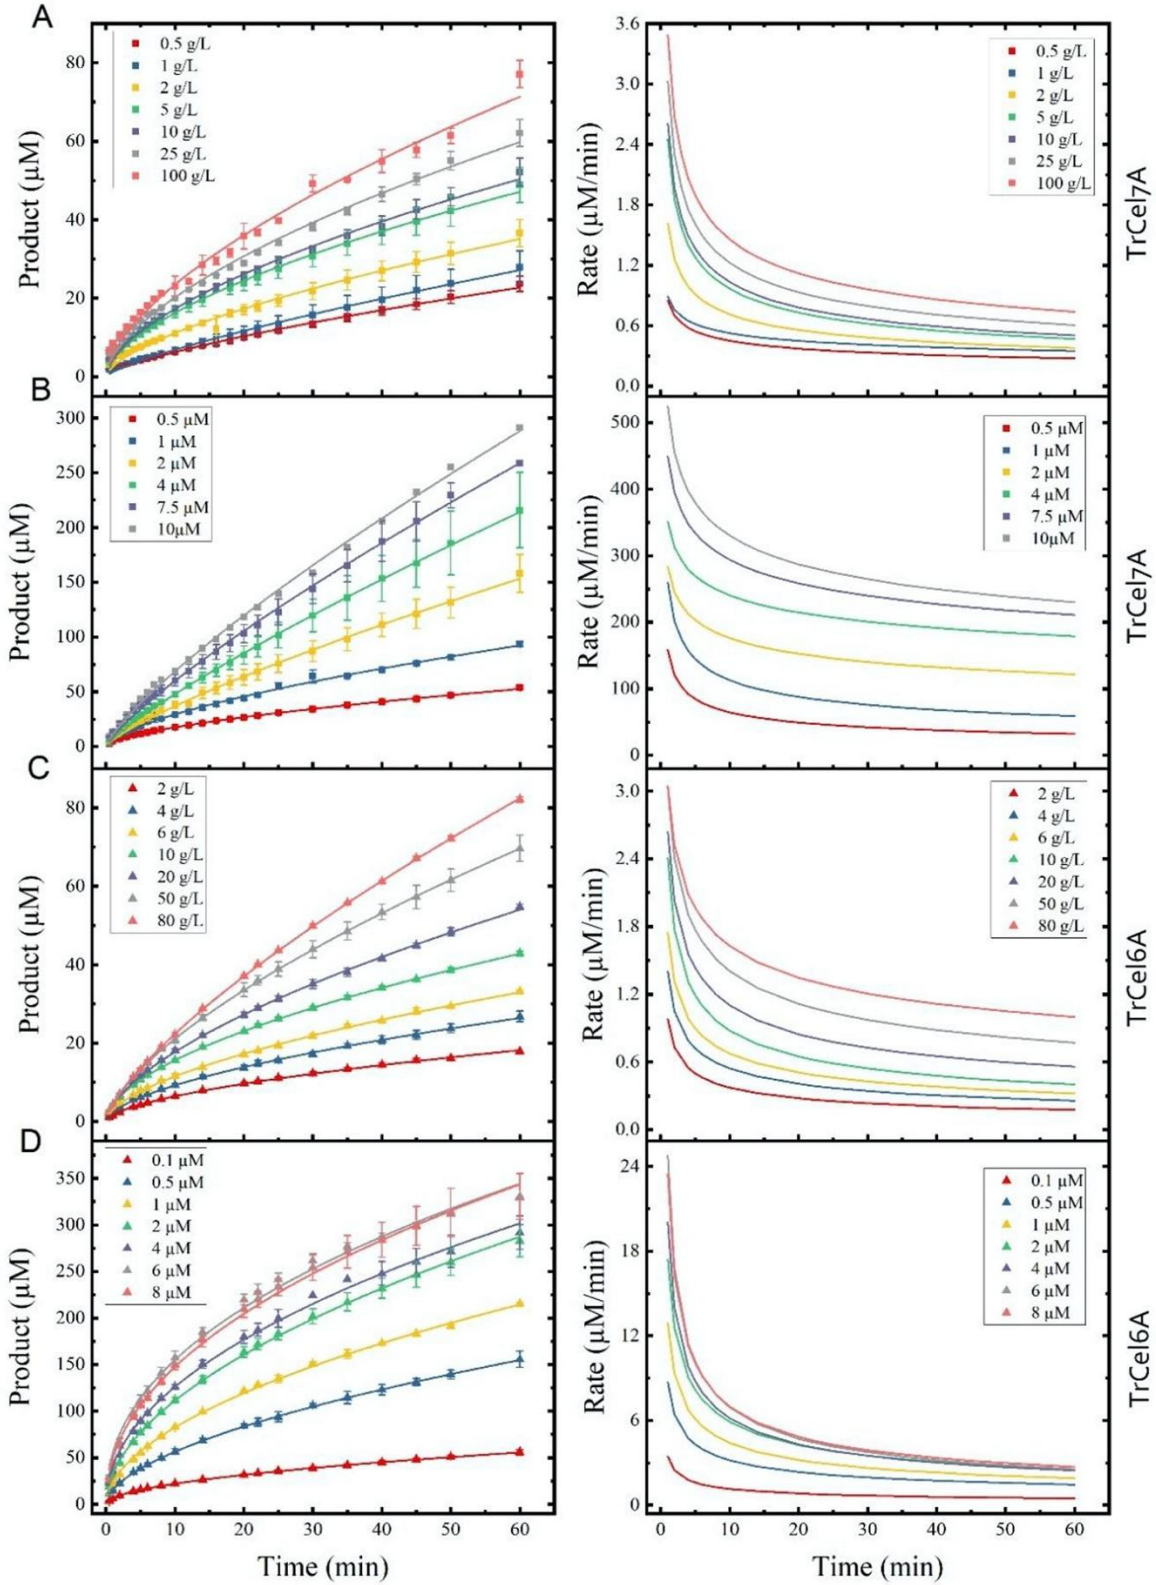 A
Product (µM)
80
60
40
20
0
0.5 g/L
1 g/L
2 g/L
5 g/L
10 g/L
25 g/L
100 g/L
Rate (µM/min)
3.6
3.0
2.4
1.8
1.2
0.6
0.0
0.5 g/L
1 g/L
2 g/L
5 g/L
10 g/L
25 g/L
100 g/L
TrCel7A
B
Product (µM)
300
250
200
150
100
50
0
0.5 µM
1 µM
2 µM
4 µM
7.5 µM
10µM
Rate (µM/min)
500
400
300
200
100
0
0.5 µM
1 µM
2 µM
4 µM
7.5 µM
10µM
TrCel7A
C
Product (µM)
80
60
40
20
0
2 g/L
4 g/L
6 g/L
10 g/L
20 g/L
50 g/L
80 g/L
Rate (µM/min)
3.0
2.4
1.8
1.2
0.6
0.0
2 g/L
4 g/L
6 g/L
10 g/L
20 g/L
50 g/L
80 g/L
TrCel6A
D
Product (µM)
350
300
250
200
150
100
50
0
0.1 µM
0.5 µM
1 µM
2 µM
4 µM
6 µM
8 µM
0 10 20 30 40 50 60
Time (min)
Rate (µM/min)
24
18
12
6
0
0.1 µM
0.5 µM
1 µM
2 µM
4 µM
6 µM
8 µM
0 10 20 30 40 50 60
Time (min)
TrCel6A